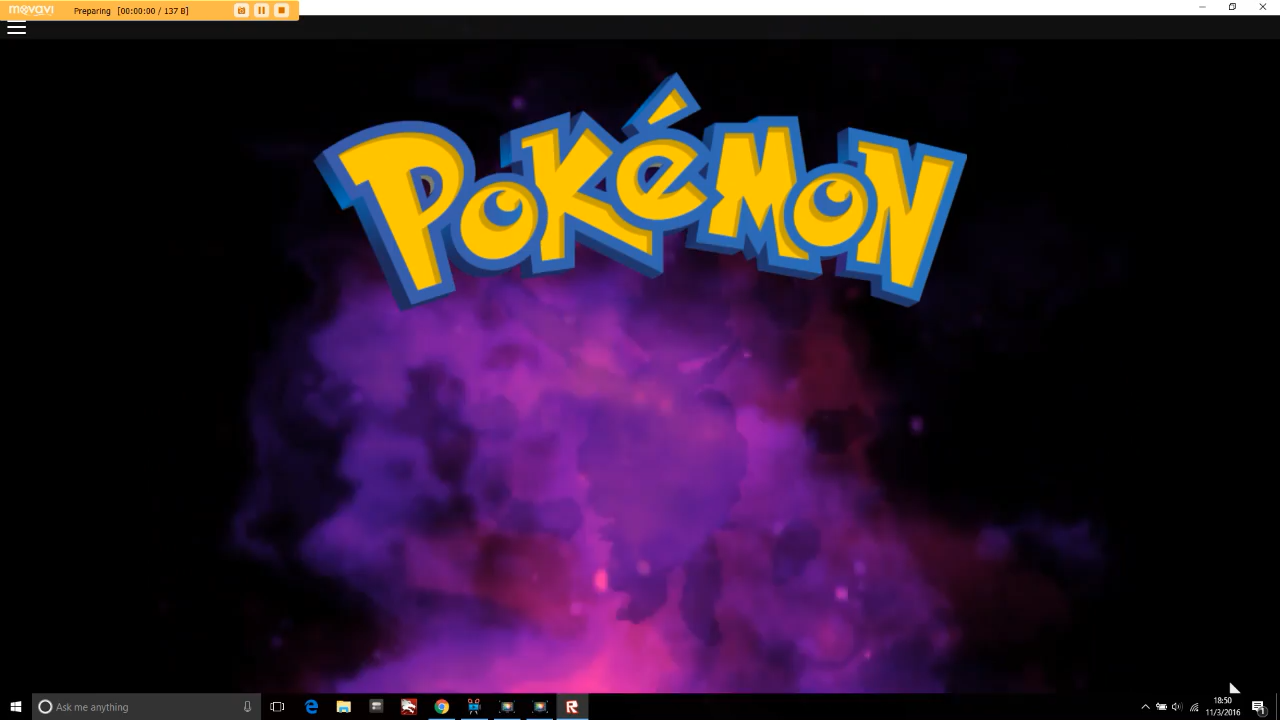 movavi
Preparing [00:00:00 / 137 B]
POKéMON
Ask me anything
18:50
11/3/2016